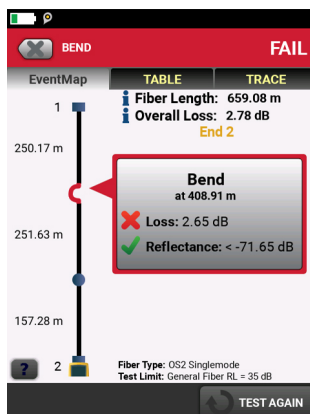 BEND
FAIL
EventMap
TABLE
TRACE
i Fiber Length: 659.08 m
i Overall Loss: 2.78 dB
End 2
1
250.17 m
Bend
at 408.91 m
Loss: 2.65 dB
Reflectance: < -71.65 dB
251.63 m
157.28 m
? 2
Fiber Type: OS2 Singlemode
Test Limit: General Fiber RL = 35 dB
TEST AGAIN